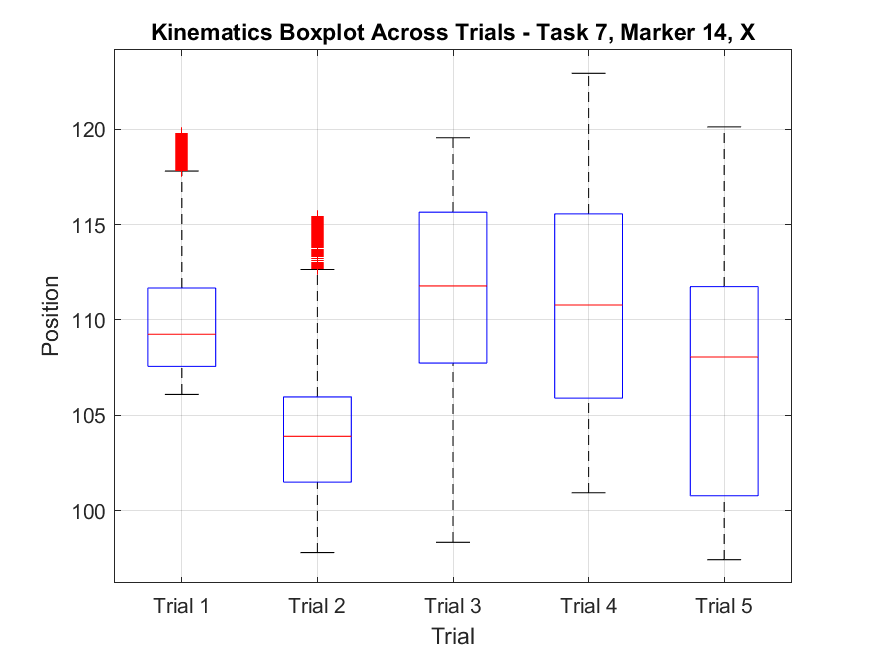 Kinematics Boxplot Across Trials - Task 7, Marker 14, X
Position
120
115
110
105
100
Trial 1 Trial 2 Trial 3 Trial 4 Trial 5
Trial